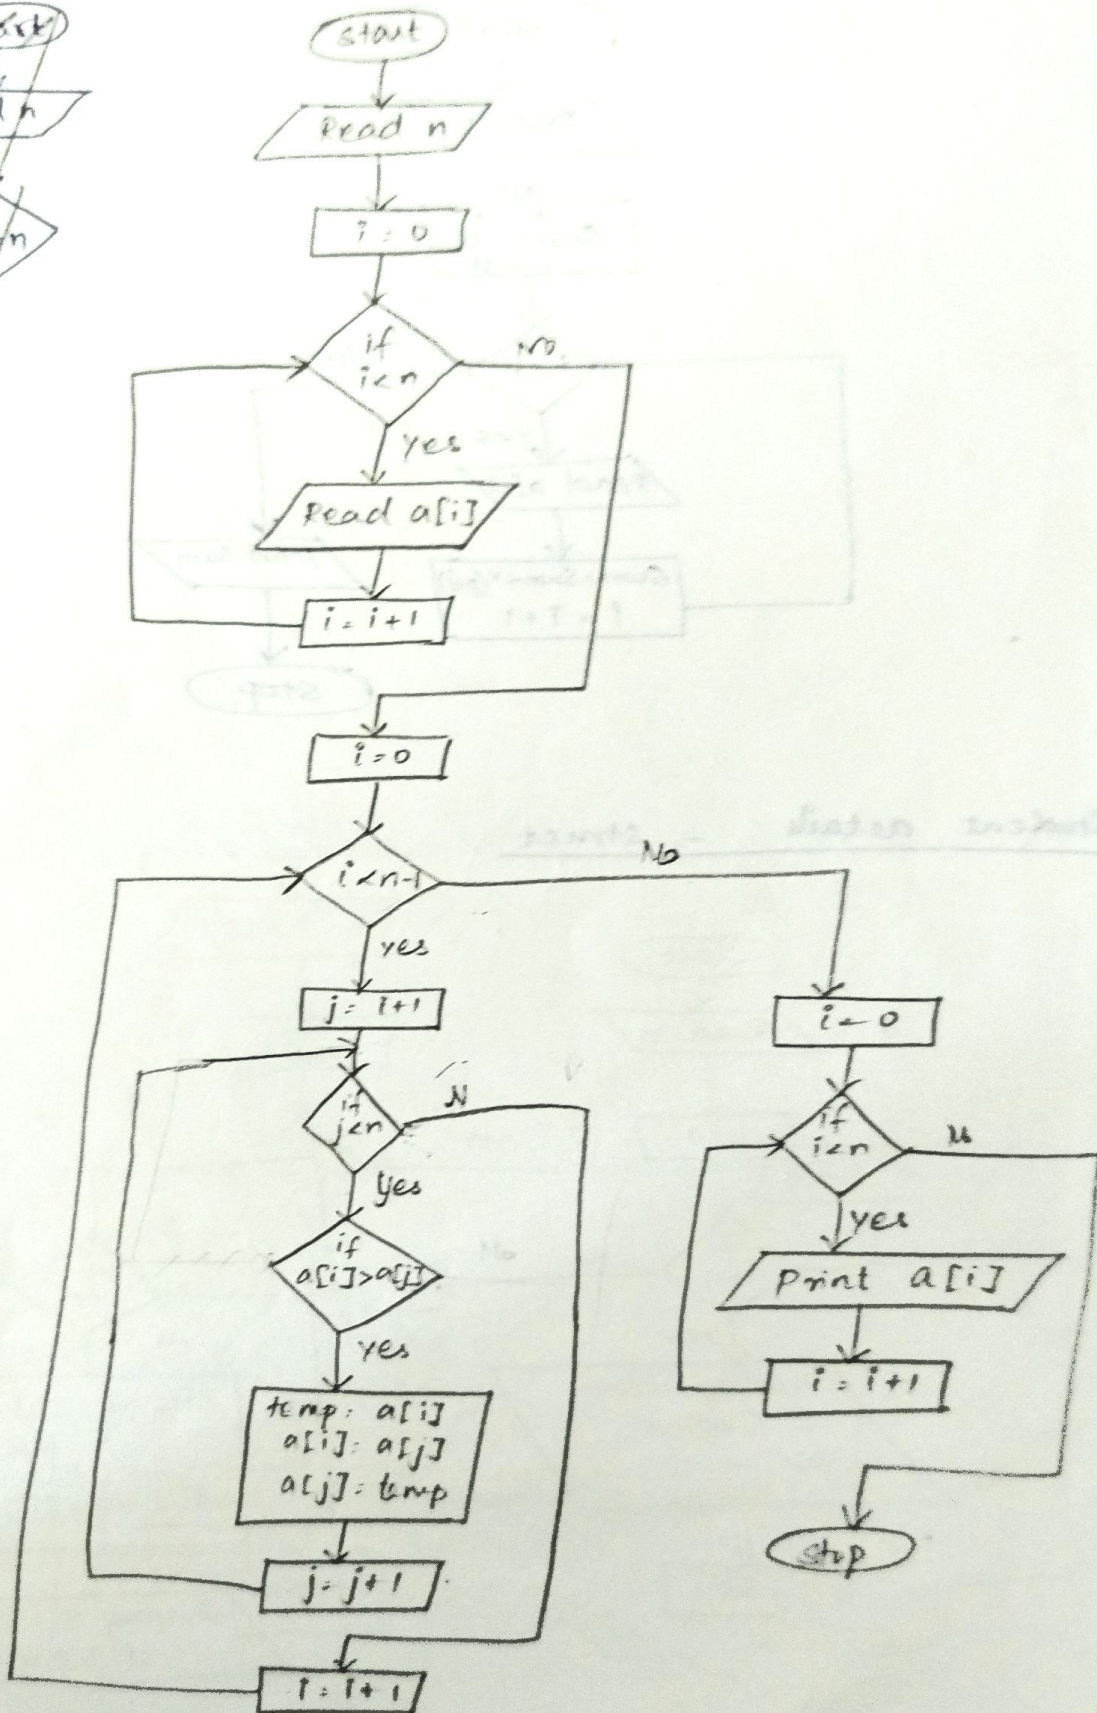 start
Read n
i = 0
if
i<n
No
yes
Read a[i]
i = i+1
i=0
i<n-1
No
yes
j = i+1
if
j<n
N
yes
if
a[i]>a[j]
yes
temp = a[i]
a[i] = a[j]
a[j] = temp
j = j+1
i = i+1
i = 0
if
i<n
yes
Print a[i]
i = i+1
stop
n
n